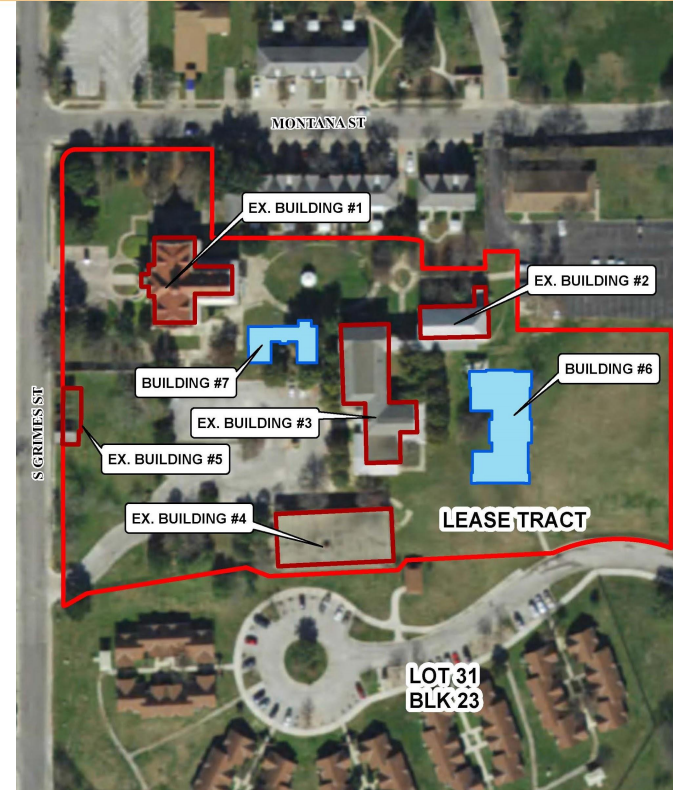 MONTANA ST
EX. BUILDING #1
EX. BUILDING #2
BUILDING #7
BUILDING #6
EX. BUILDING #3
S GRIMES ST
EX. BUILDING #5
EX. BUILDING #4
LEASE TRACT
LOT 31
BLK 23